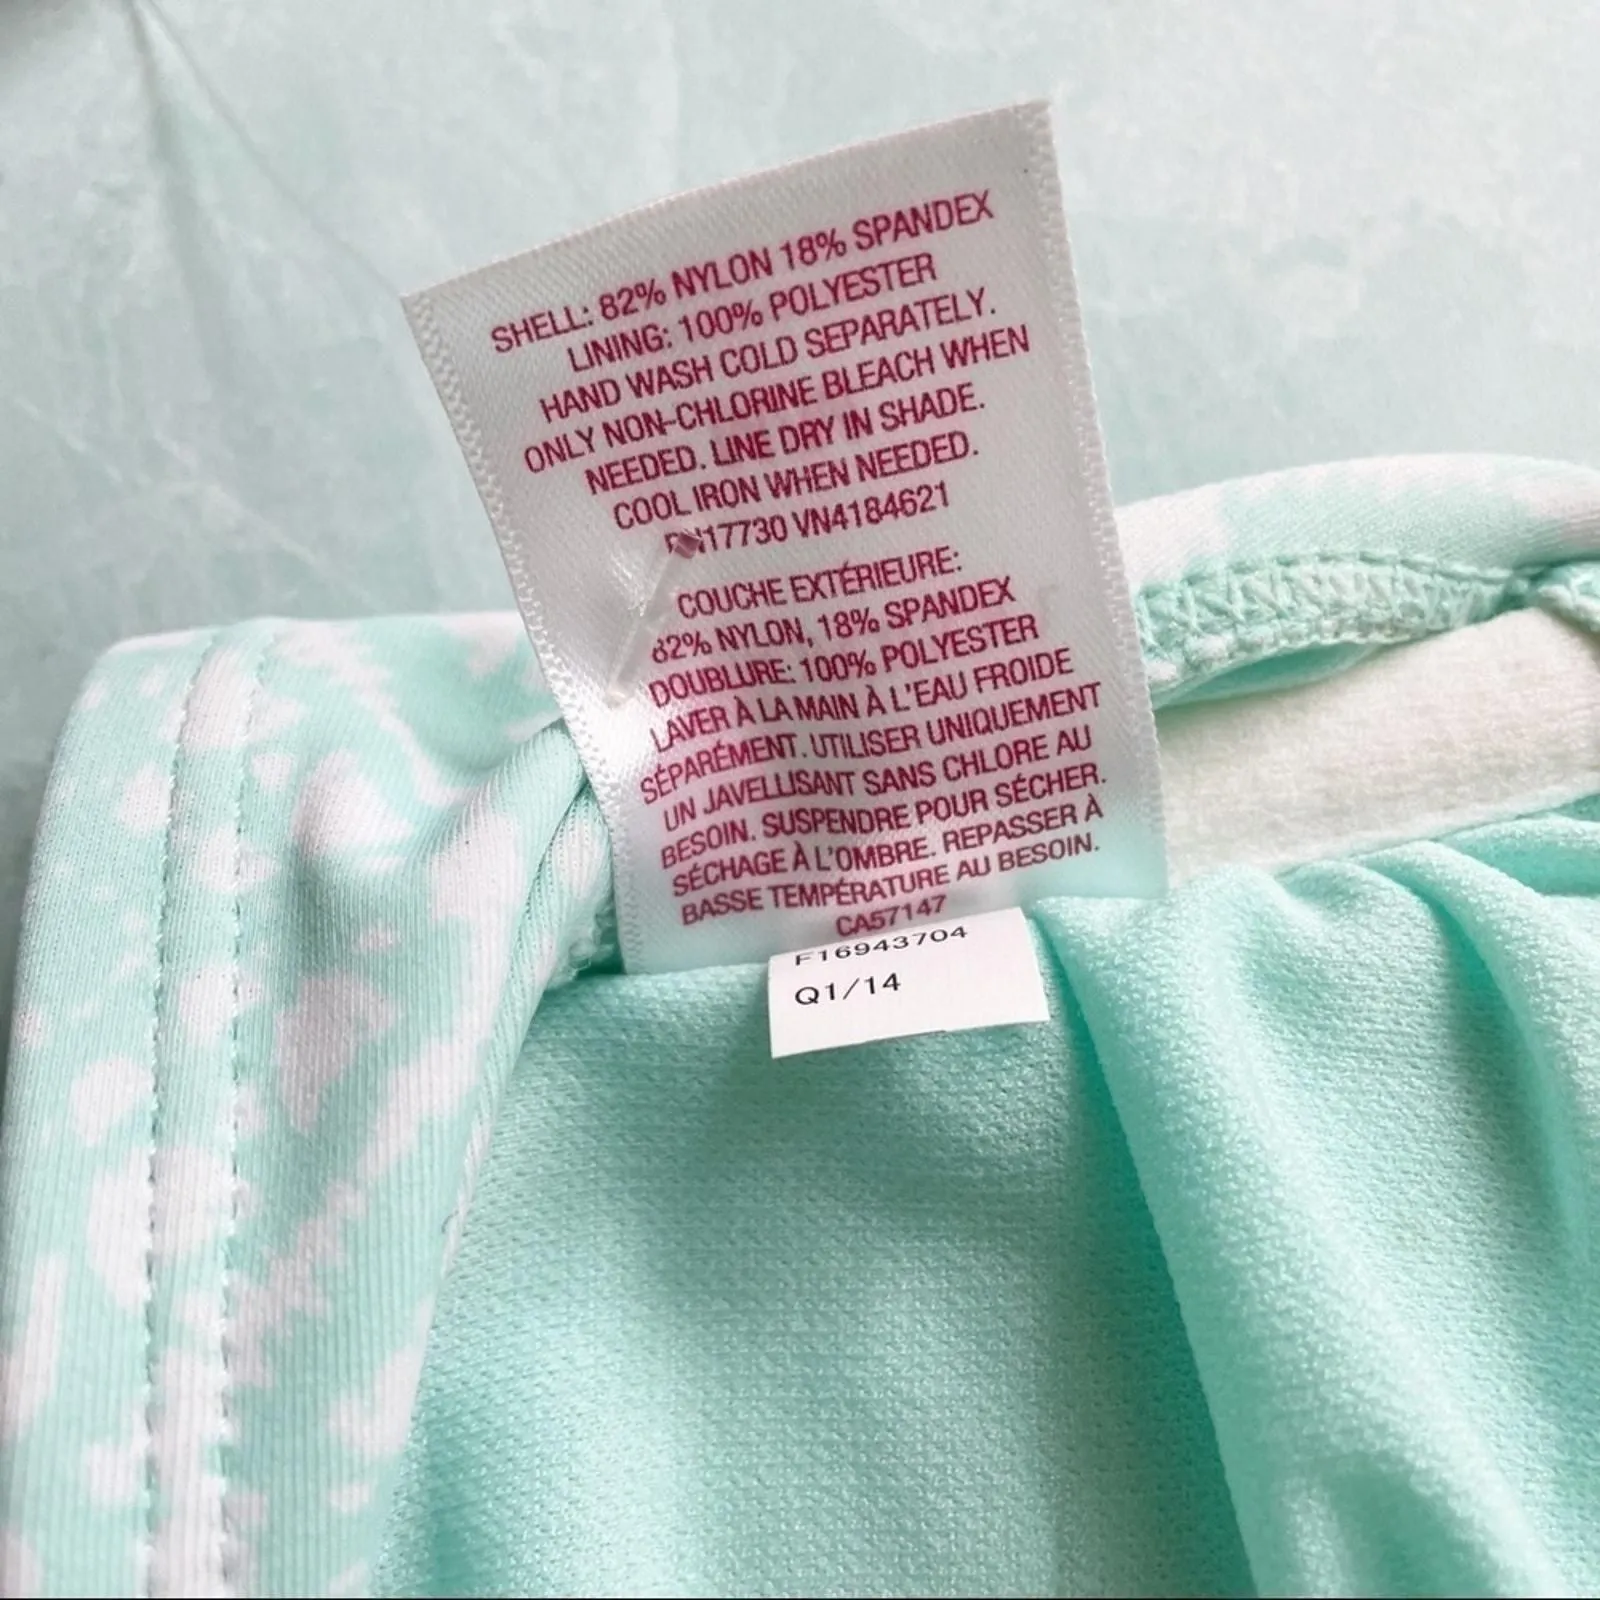 SHELL: 82% NYLON 18% SPANDEX
LINING: 100% POLYESTER
HAND WASH COLD SEPARATELY.
ONLY NON-CHLORINE BLEACH WHEN
NEEDED. LINE DRY IN SHADE.
COOL IRON WHEN NEEDED.
RN17730 VN4184621
COUCHE EXTÉRIEURE:
82% NYLON, 18% SPANDEX
DOUBLURE: 100% POLYESTER
LAVER À LA MAIN À L'EAU FROIDE
SÉPARÉMENT. UTILISER UNIQUEMENT
UN JAVELLISANT SANS CHLORE AU
BESOIN. SUSPENDRE POUR SÉCHER.
SÉCHAGE À L'OMBRE. REPASSER À
BASSE TEMPÉRATURE AU BESOIN.
CA57147
F16943704
Q1/14